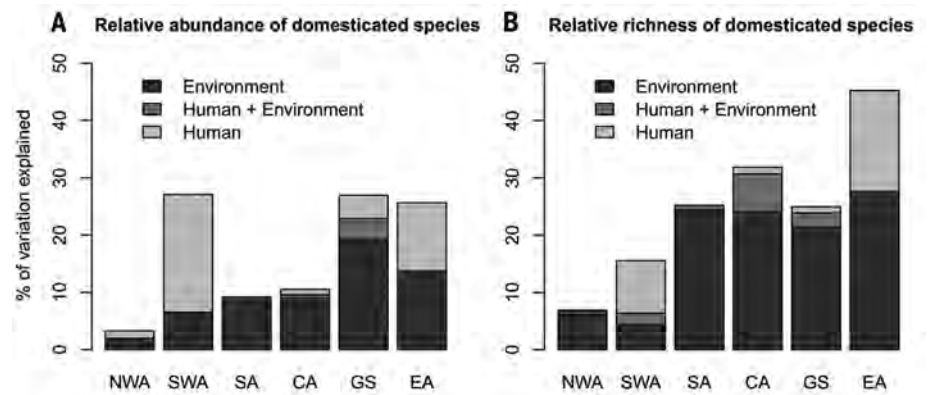 A Relative abundance of domesticated species
50
40
30
20
10
0
% of variation explained
Environment
Human + Environment
Human
NWA SWA SA CA GS EA
B Relative richness of domesticated species
50
40
30
20
10
0
Environment
Human + Environment
Human
NWA SWA SA CA GS EA